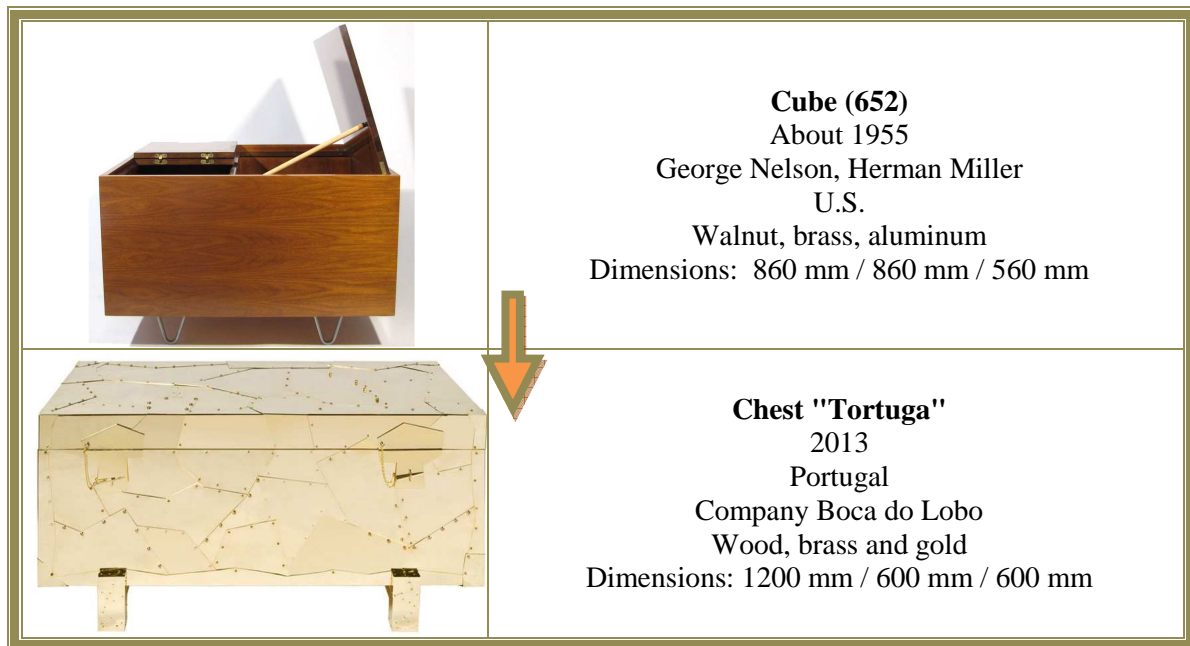 Cube (652)
About 1955
George Nelson, Herman Miller
U.S.
Walnut, brass, aluminum
Dimensions:  860 mm / 860 mm / 560 mm
Chest "Tortuga"
2013
Portugal
Company Boca do Lobo
Wood, brass and gold
Dimensions: 1200 mm / 600 mm / 600 mm